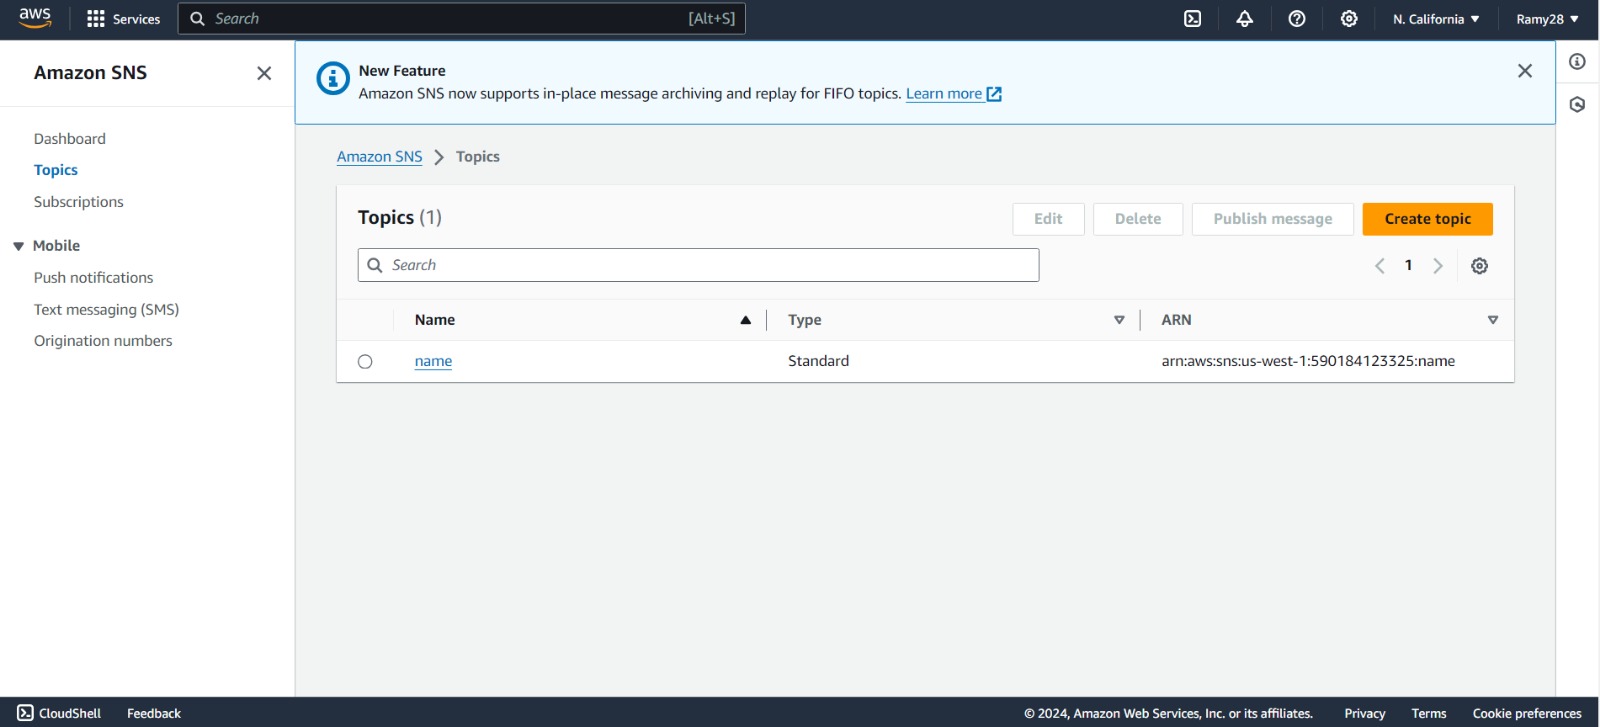 aws Services Search [Alt+S] N. California Ramy28
Amazon SNS
Dashboard
Topics
Subscriptions
Mobile
Push notifications
Text messaging (SMS)
Origination numbers
New Feature
Amazon SNS now supports in-place message archiving and replay for FIFO topics. Learn more
Amazon SNS > Topics
Topics (1) Edit Delete Publish message Create topic
Search 1
Name Type ARN
name Standard arn:aws:sns:us-west-1:590184123325:name
CloudShell Feedback © 2024, Amazon Web Services, Inc. or its affiliates. Privacy Terms Cookie preferences